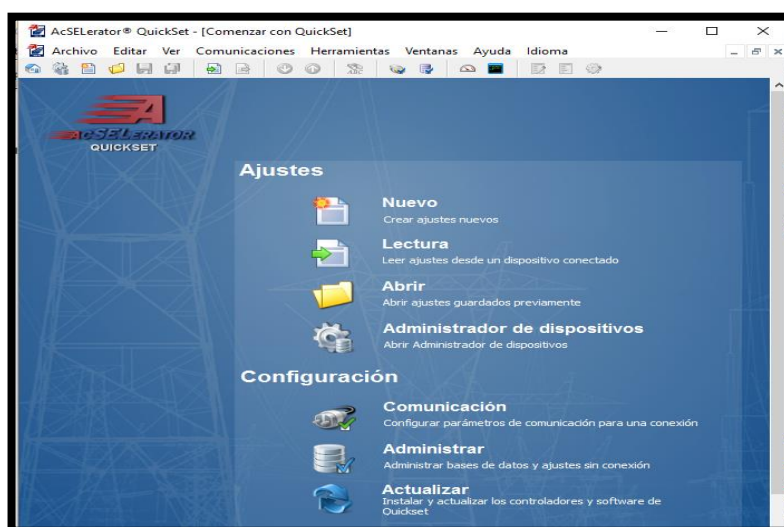 AcSELerator® QuickSet - [Comenzar con QuickSet]
Archivo Editar Ver Comunicaciones Herramientas Ventanas Ayuda Idioma
ACSELERATOR
QUICKSET
Ajustes
Nuevo
Crear ajustes nuevos
Lectura
Leer ajustes desde un dispositivo conectado
Abrir
Abrir ajustes guardados previamente
Administrador de dispositivos
Abrir Administrador de dispositivos
Configuración
Comunicación
Configurar parámetros de comunicación para una conexión
Administrar
Administrar bases de datos y ajustes sin conexión
Actualizar
Instalar y actualizar los controladores y software de
Quickset